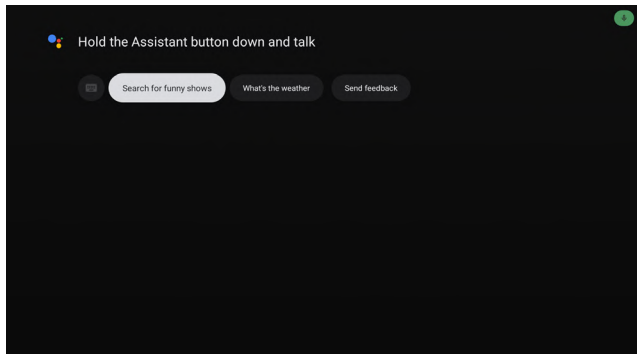 Hold the Assistant button down and talk
Search for funny shows What's the weather Send feedback